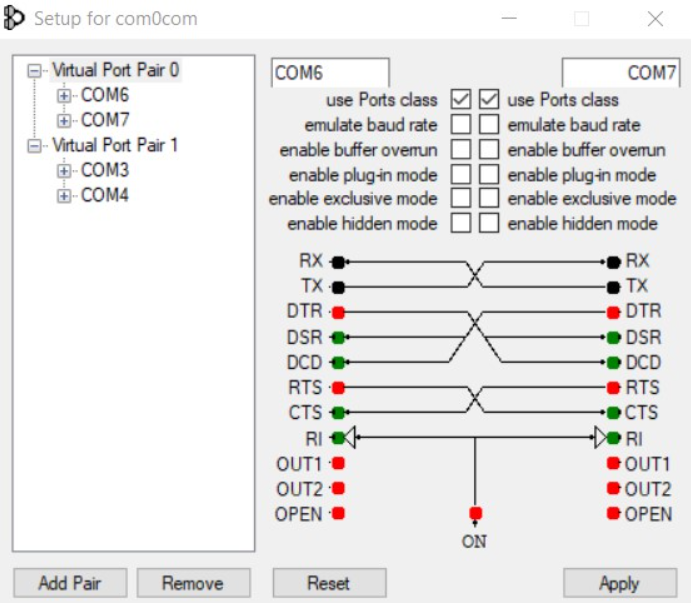 Setup for com0com
Virtual Port Pair 0
COM6
COM7
Virtual Port Pair 1
COM3
COM4
COM6 COM7
use Ports class use Ports class
emulate baud rate emulate baud rate
enable buffer overrun enable buffer overrun
enable plug-in mode enable plug-in mode
enable exclusive mode enable exclusive mode
enable hidden mode enable hidden mode
RX RX
TX TX
DTR DTR
DSR DSR
DCD DCD
RTS RTS
CTS CTS
RI RI
OUT1 OUT1
OUT2 OUT2
OPEN OPEN
ON
Add Pair Remove Reset Apply